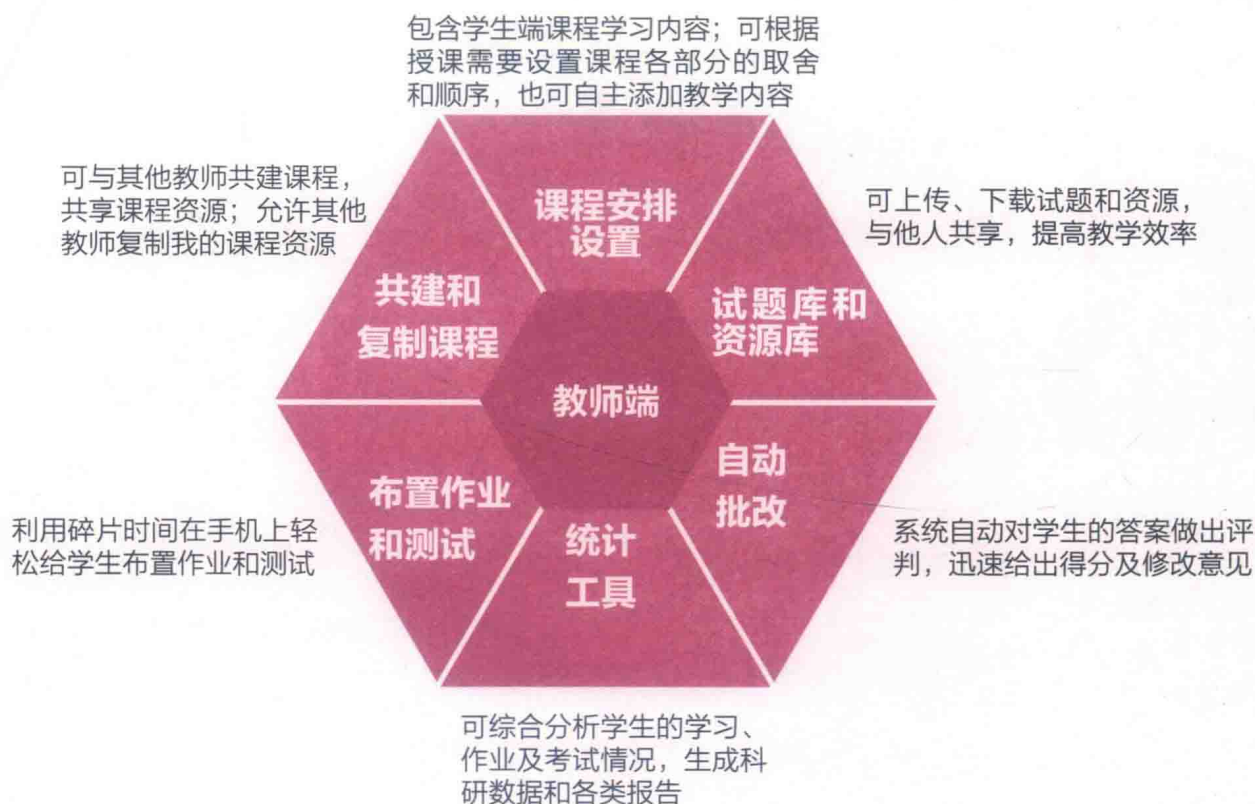 包含学生端课程学习内容；可根据
授课需要设置课程各部分的取舍
和顺序，也可自主添加教学内容
可与其他教师共建课程，
共享课程资源；允许其他
教师复制我的课程资源
课程安排
设置
可上传、下载试题和资源，
与他人共享，提高教学效率
共建和
复制课程
试题库和
资源库
教师端
布置作业
和测试
自动
批改
利用碎片时间在手机上轻
松给学生布置作业和测试
统计
工具
系统自动对学生的答案做出评
判，迅速给出得分及修改意见
可综合分析学生的学习、
作业及考试情况，生成科
研数据和各类报告